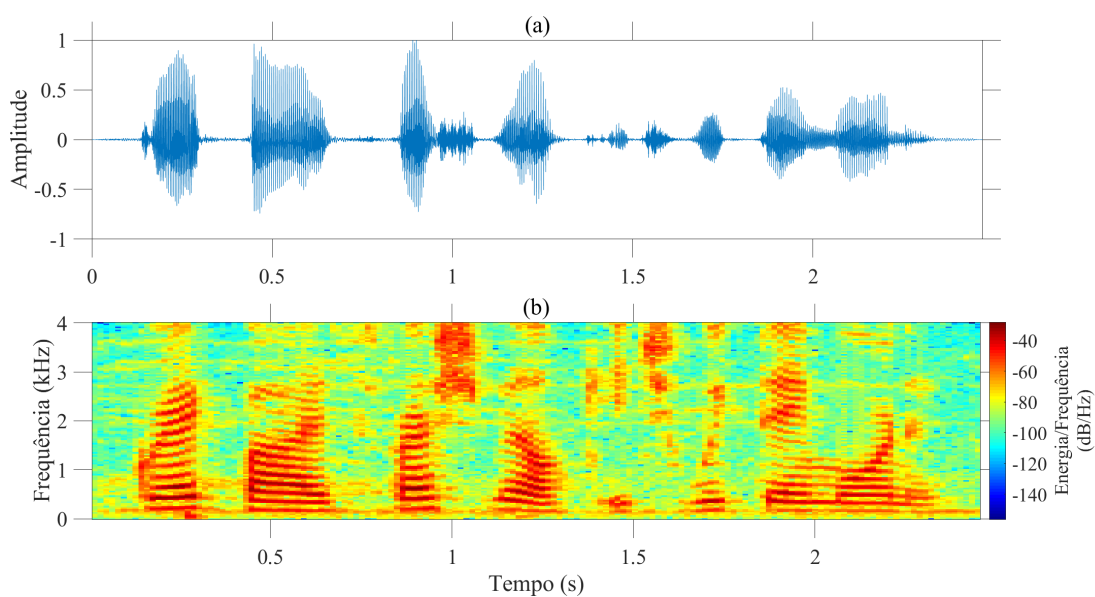 (a)
1
0.5
0
-0.5
-1
Amplitude
0 0.5 1 1.5 2
(b)
4
3
2
1
0
Frequência (kHz)
0.5 1 1.5 2
Tempo (s)
-40
-60
-80
-100
-120
-140
Energia/Frequência
(dB/Hz)